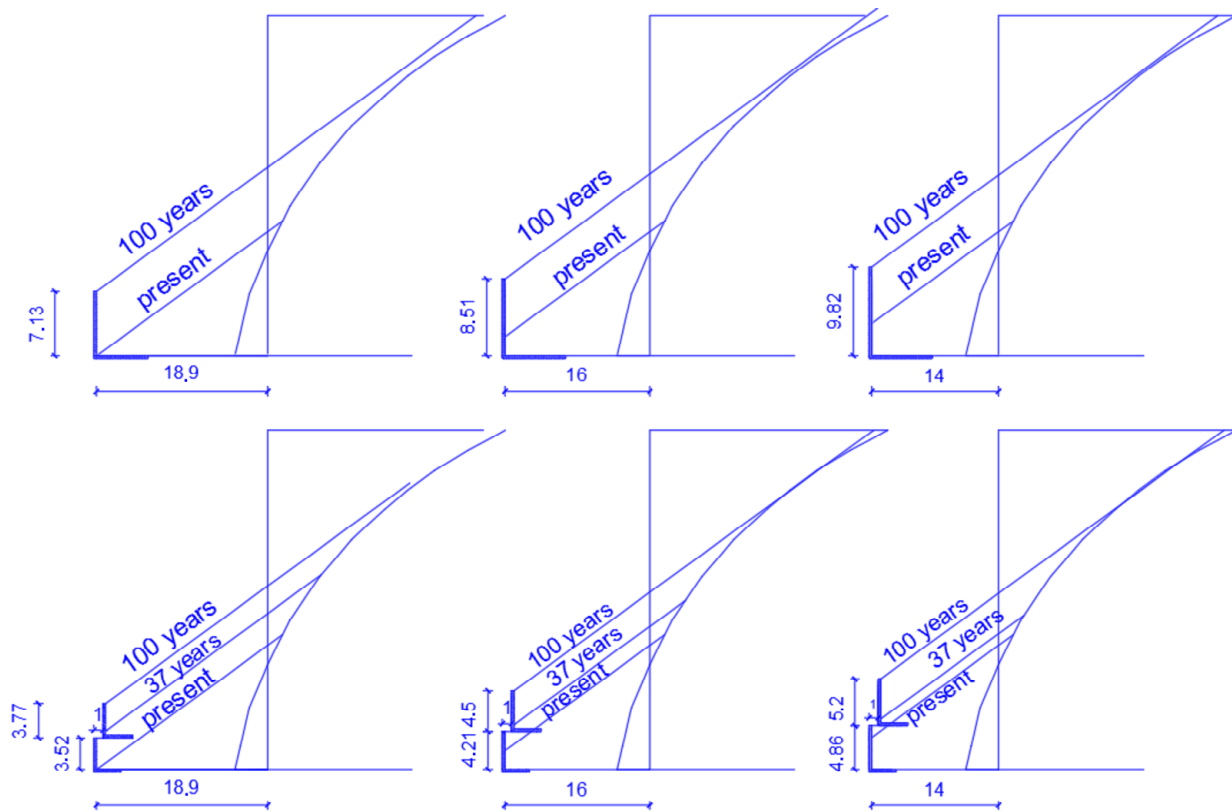 100 years
present
7.13
18.9
100 years
present
8.51
16
100 years
present
9.82
14
100 years
37 years
present
1
3.77
3.52
18.9
100 years
37 years
present
1
4.5
4.21
16
100 years
37 years
present
1
5.2
4.86
14